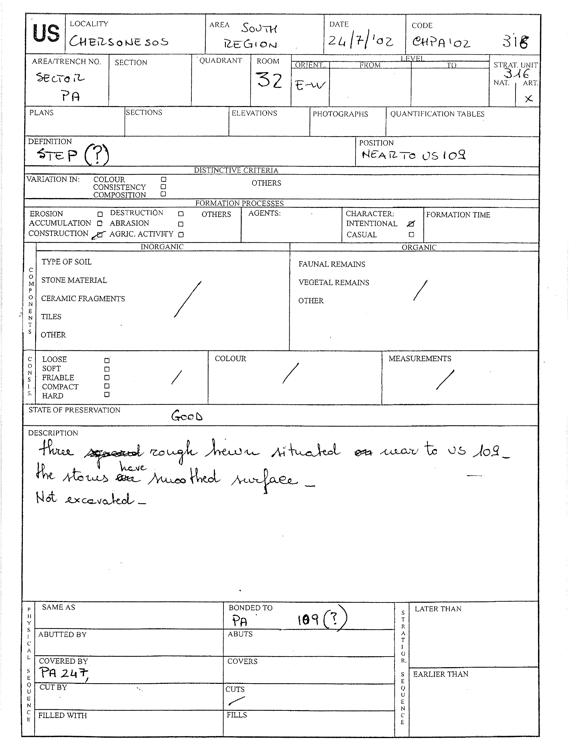 US
LOCALITY
CHERSONESOS
AREA SOUTH
REGION
DATE
24/7/'02
CODE
CHPA'02 318
AREA/TRENCH NO.
SECTOR
PA
SECTION
QUADRANT
ROOM
32
LEVEL
ORIENT. FROM TO
E-W
STRAT. UNIT
316
NAT. ART.
X
PLANS
SECTIONS
ELEVATIONS
PHOTOGRAPHS
QUANTIFICATION TABLES
DEFINITION
STEP (?)
POSITION
NEAR TO US 109
DISTINCTIVE CRITERIA
VARIATION IN: COLOUR
CONSISTENCY
COMPOSITION
OTHERS
FORMATION PROCESSES
EROSION DESTRUCTION OTHERS
ACCUMULATION ABRASION
CONSTRUCTION AGRIC. ACTIVITY
AGENTS:
CHARACTER:
INTENTIONAL
CASUAL
FORMATION TIME
COMPONENTS
INORGANIC
TYPE OF SOIL
STONE MATERIAL
CERAMIC FRAGMENTS
TILES
OTHER
ORGANIC
FAUNAL REMAINS
VEGETAL REMAINS
OTHER
CONSIS.
LOOSE
SOFT
FRIABLE
COMPACT
HARD
COLOUR
MEASUREMENTS
STATE OF PRESERVATION
GOOD
DESCRIPTION
three rough hewn situated near to US 109_
the stones have smoothed surface _
Not excavated _
PHYSICAL SEQUENCE
SAME AS
BONDED TO
PA 109 (?)
ABUTTED BY
ABUTS
COVERED BY
PA 247,
COVERS
CUT BY
CUTS
FILLED WITH
FILLS
STRATIGR. SEQUENCE
LATER THAN
EARLIER THAN